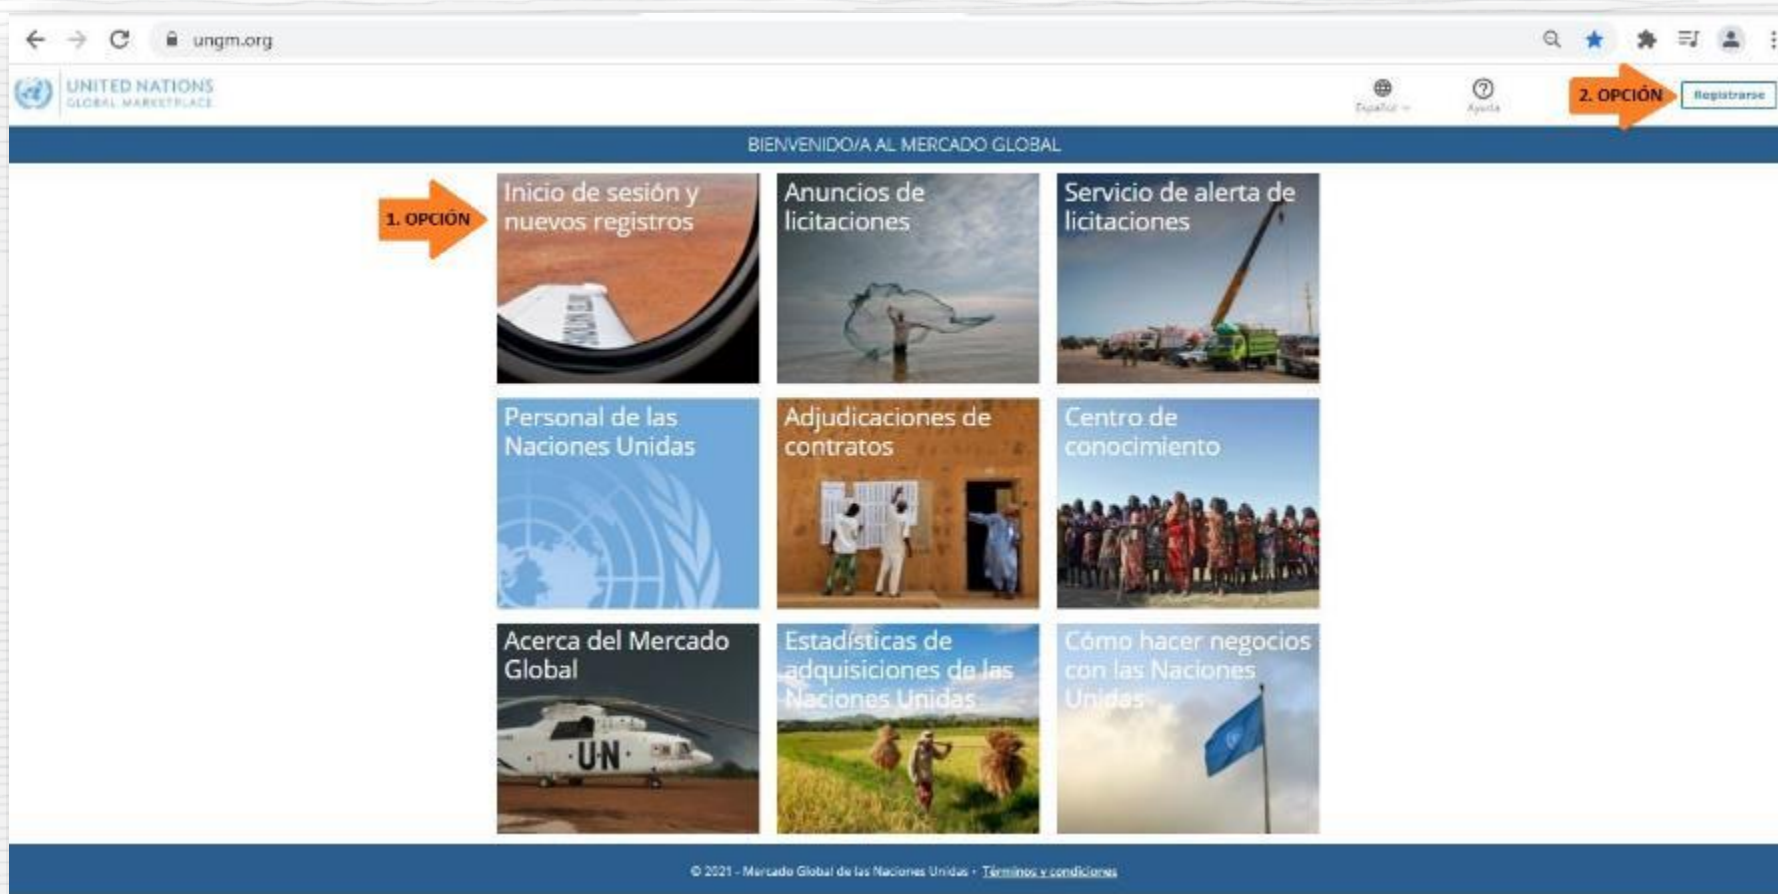 ungm.org
UNITED NATIONS
GLOBAL MARKETPLACE
Español
Ayuda
2. OPCIÓN
Registrarse
BIENVENIDO/A AL MERCADO GLOBAL
1. OPCIÓN
Inicio de sesión y
nuevos registros
Anuncios de
licitaciones
Servicio de alerta de
licitaciones
Personal de las
Naciones Unidas
Adjudicaciones de
contratos
Centro de
conocimiento
Acerca del Mercado
Global
UN
Estadísticas de
adquisiciones de las
Naciones Unidas
Cómo hacer negocios
con las Naciones
Unidas
© 2021 - Mercado Global de las Naciones Unidas • Términos y condiciones